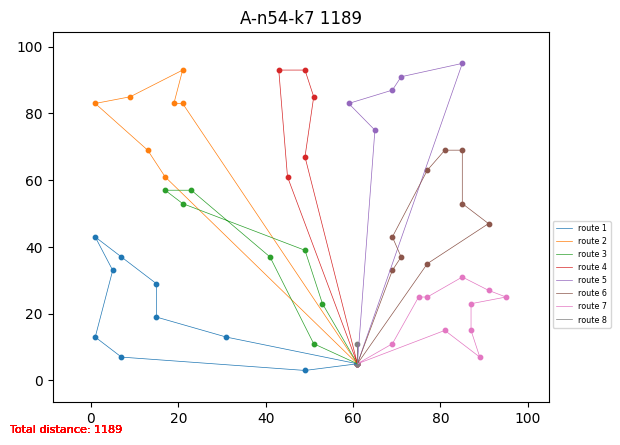 A-n54-k7 1189
100
80
60
40
20
0
0 20 40 60 80 100
route 1
route 2
route 3
route 4
route 5
route 6
route 7
route 8
Total distance: 1189